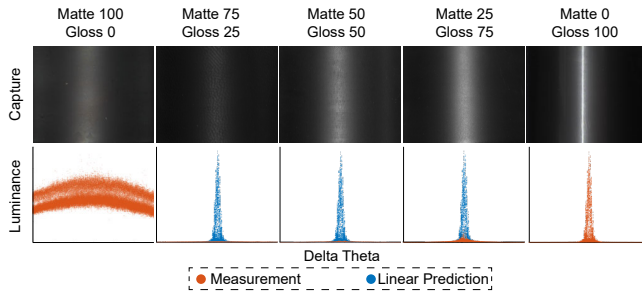 Matte 100 Matte 75 Matte 50 Matte 25 Matte 0
Gloss 0 Gloss 25 Gloss 50 Gloss 75 Gloss 100
Capture
Luminance
Delta Theta
Measurement Linear Prediction